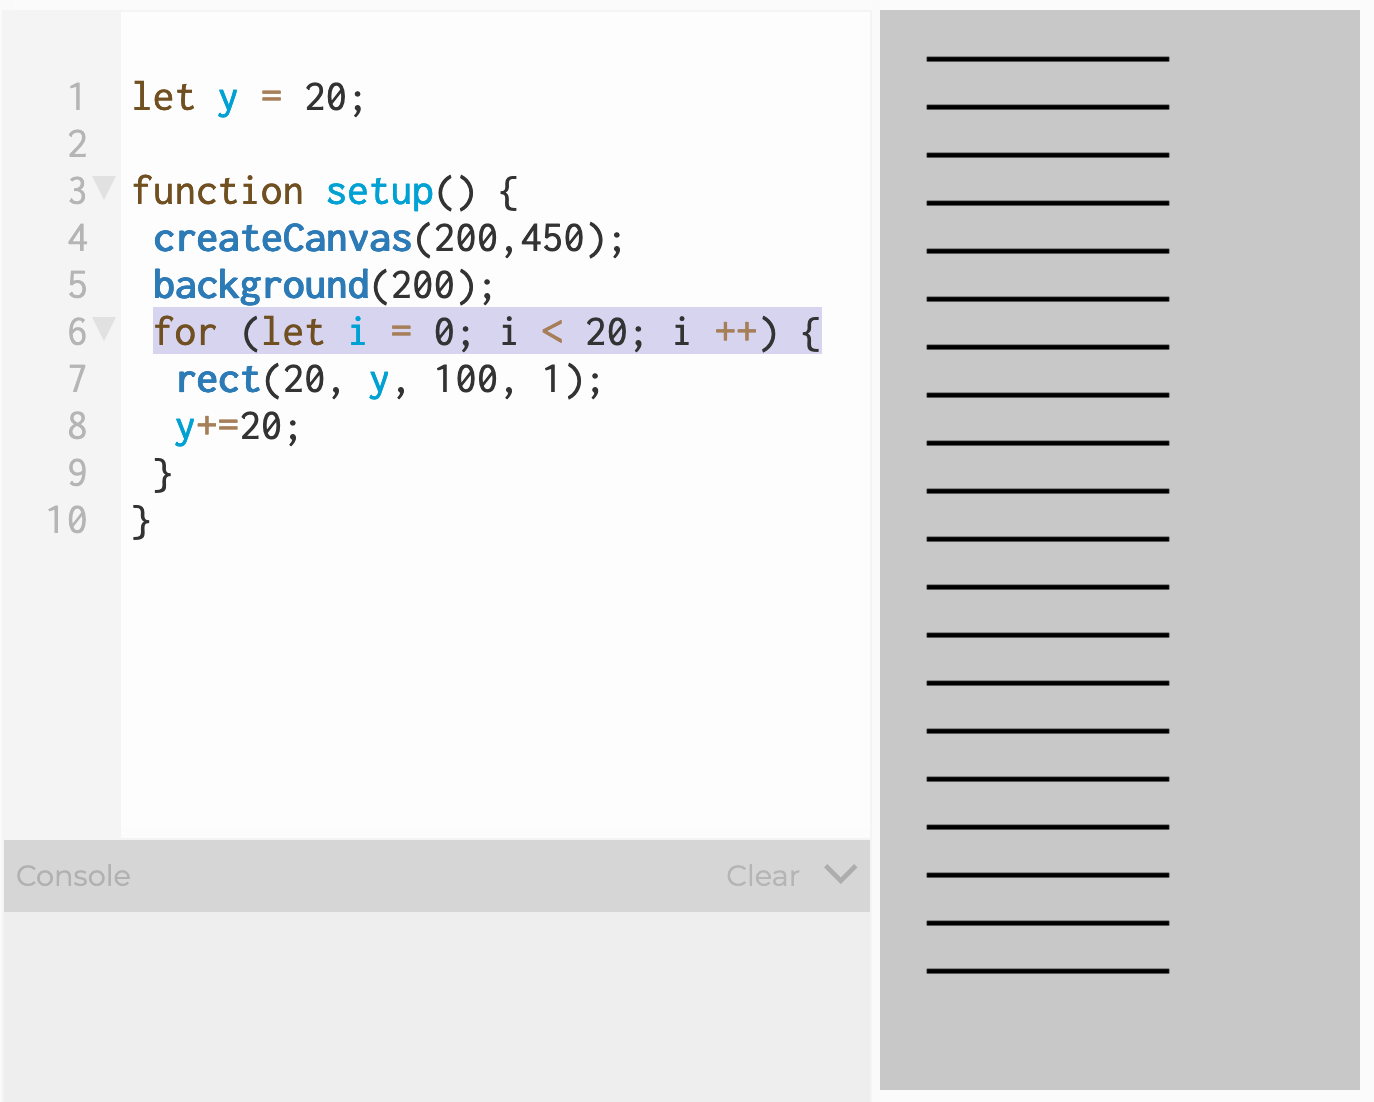 1 let y = 20;
2
3 function setup() {
4 createCanvas(200,450);
5 background(200);
6 for (let i = 0; i < 20; i ++) {
7 rect(20, y, 100, 1);
8 y+=20;
9 }
10 }
Console Clear